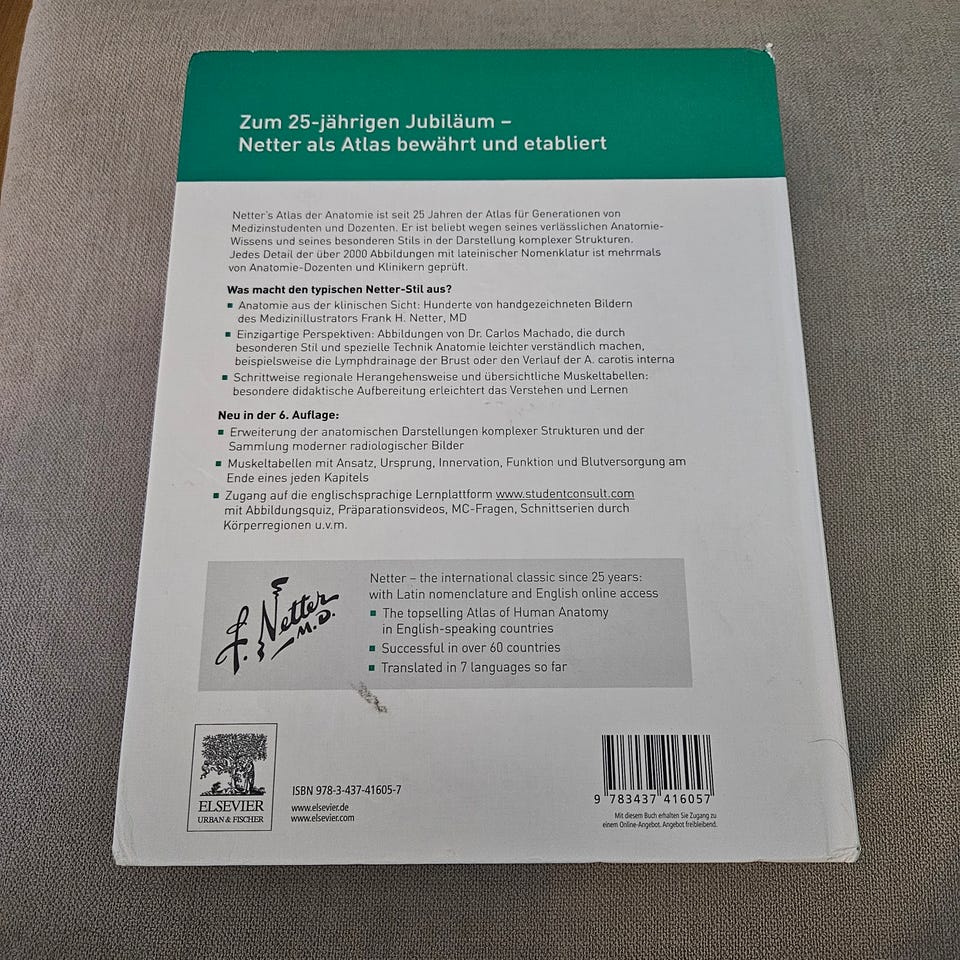 Zum 25-jährigen Jubiläum –
Netter als Atlas bewährt und etabliert
Netter's Atlas der Anatomie ist seit 25 Jahren der Atlas für Generationen von
Medizinstudenten und Dozenten. Er ist beliebt wegen seines verlässlichen Anatomie-
Wissens und seines besonderen Stils in der Darstellung komplexer Strukturen.
Jedes Detail der über 2000 Abbildungen mit lateinischer Nomenklatur ist mehrmals
von Anatomie-Dozenten und Klinikern geprüft.
Was macht den typischen Netter-Stil aus?
▪ Anatomie aus der klinischen Sicht: Hunderte von handgezeichneten Bildern
des Medizinillustrators Frank H. Netter, MD
▪ Einzigartige Perspektiven: Abbildungen von Dr. Carlos Machado, die durch
besonderen Stil und spezielle Technik Anatomie leichter verständlich machen,
beispielsweise die Lymphdrainage der Brust oder den Verlauf der A. carotis interna
▪ Schrittweise regionale Herangehensweise und übersichtliche Muskeltabellen:
besondere didaktische Aufbereitung erleichtert das Verstehen und Lernen
Neu in der 6. Auflage:
▪ Erweiterung der anatomischen Darstellungen komplexer Strukturen und der
Sammlung moderner radiologischer Bilder
▪ Muskeltabellen mit Ansatz, Ursprung, Innervation, Funktion und Blutversorgung am
Ende eines jeden Kapitels
▪ Zugang auf die englischsprachige Lernplattform www.studentconsult.com
mit Abbildungsquiz, Präparationsvideos, MC-Fragen, Schnittserien durch
Körperregionen u.v.m.
F. Netter
M.D.
Netter – the international classic since 25 years:
with Latin nomenclature and English online access
▪ The topselling Atlas of Human Anatomy
in English-speaking countries
▪ Successful in over 60 countries
▪ Translated in 7 languages so far
ELSEVIER
URBAN & FISCHER
ISBN 978-3-437-41605-7
www.elsevier.de
www.elsevier.com
9 783437 416057
Mit diesem Buch erhalten Sie Zugang zu
einem Online-Angebot. Angebot freibleibend.